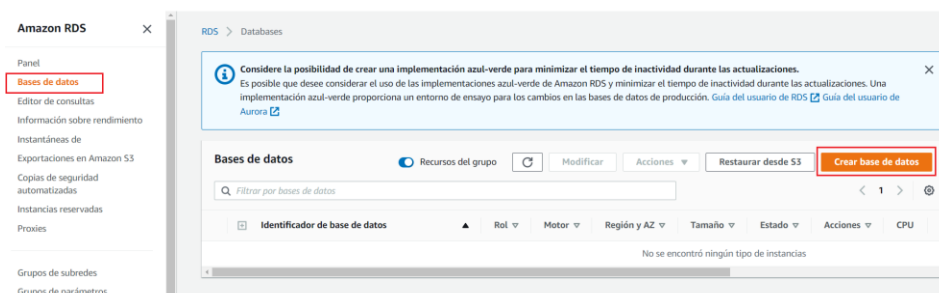 Amazon RDS
Panel
Bases de datos
Editor de consultas
Información sobre rendimiento
Instantáneas de
Exportaciones en Amazon S3
Copias de seguridad
automatizadas
Instancias reservadas
Proxies
Grupos de subredes
Grupos de parámetros
RDS > Databases
Considere la posibilidad de crear una implementación azul-verde para minimizar el tiempo de inactividad durante las actualizaciones.
Es posible que desee considerar el uso de las implementaciones azul-verde de Amazon RDS y minimizar el tiempo de inactividad durante las actualizaciones. Una
implementación azul-verde proporciona un entorno de ensayo para los cambios en las bases de datos de producción. Guía del usuario de RDS Guía del usuario de
Aurora
Bases de datos Recursos del grupo Modificar Acciones Restaurar desde S3 Crear base de datos
Filtrar por bases de datos 1
Identificador de base de datos Rol Motor Región y AZ Tamaño Estado Acciones CPU
No se encontró ningún tipo de instancias